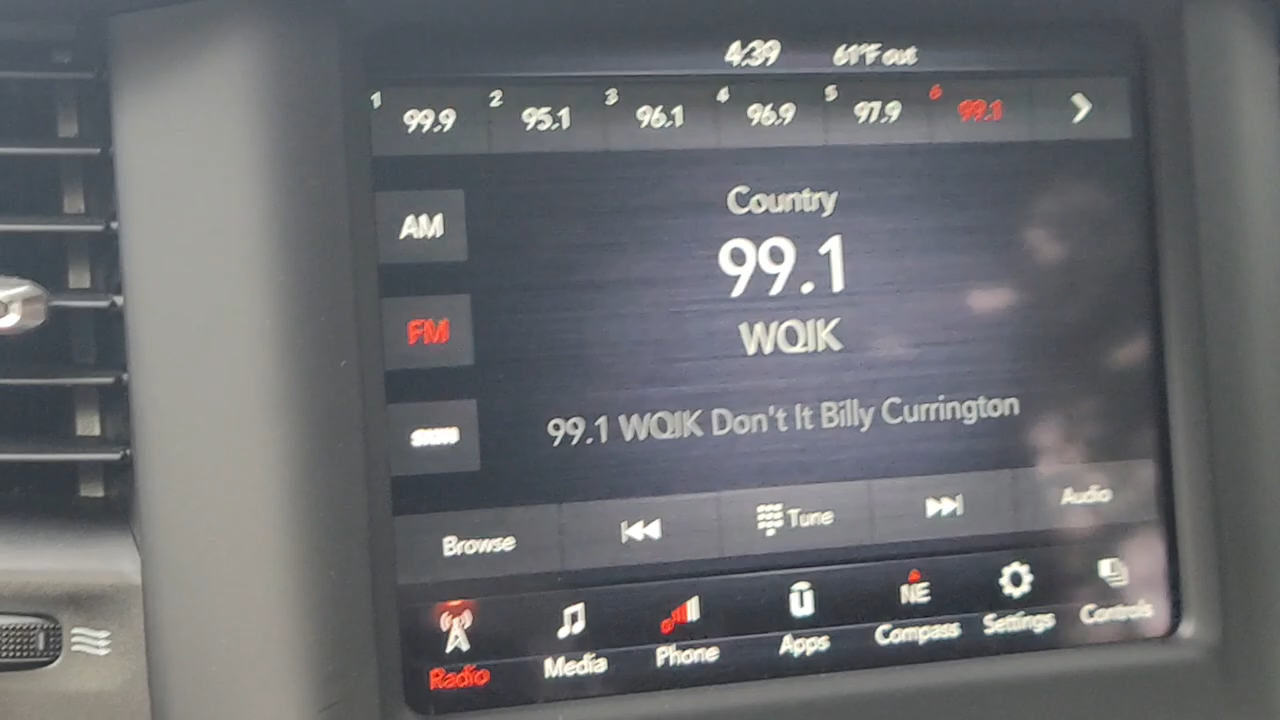 4:39 61°F out
1 99.9 2 95.1 3 96.1 4 96.9 5 97.9 6 99.1
Country
AM
99.1
FM
WQIK
99.1 WQIK Don't It Billy Currington
Browse Tune Audio
NE
Radio Media Phone Apps Compass Settings Controls